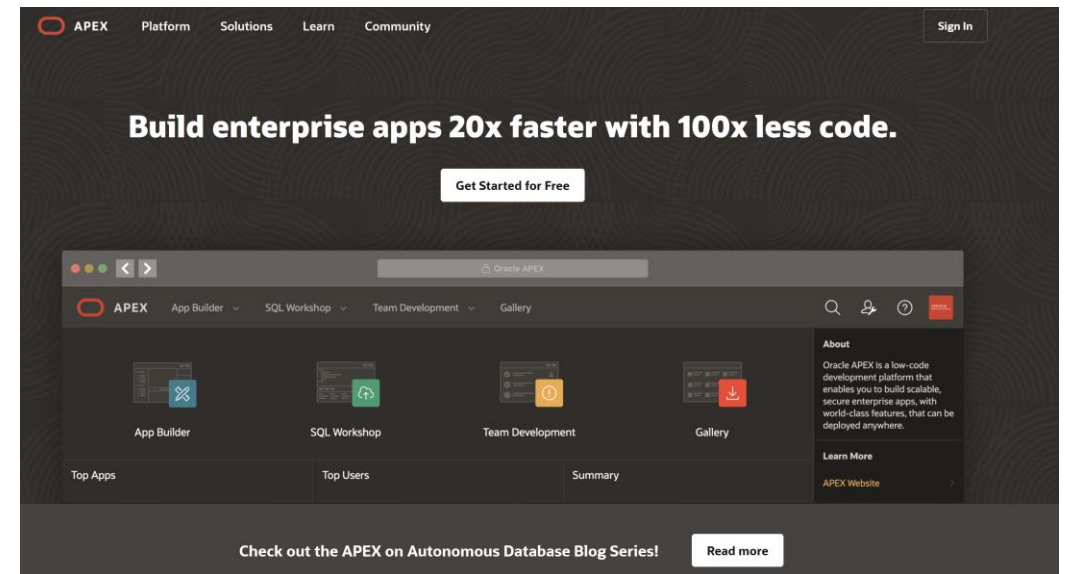 APEX Platform Solutions Learn Community Sign In
Build enterprise apps 20x faster with 100x less code.
Get Started for Free
Oracle APEX
APEX App Builder SQL Workshop Team Development Gallery
App Builder
SQL Workshop
Team Development
Gallery
About
Oracle APEX is a low-code
development platform that
enables you to build scalable,
secure enterprise apps, with
world-class features, that can be
deployed anywhere.
Learn More
APEX Website
Top Apps
Top Users
Summary
Check out the APEX on Autonomous Database Blog Series!
Read more